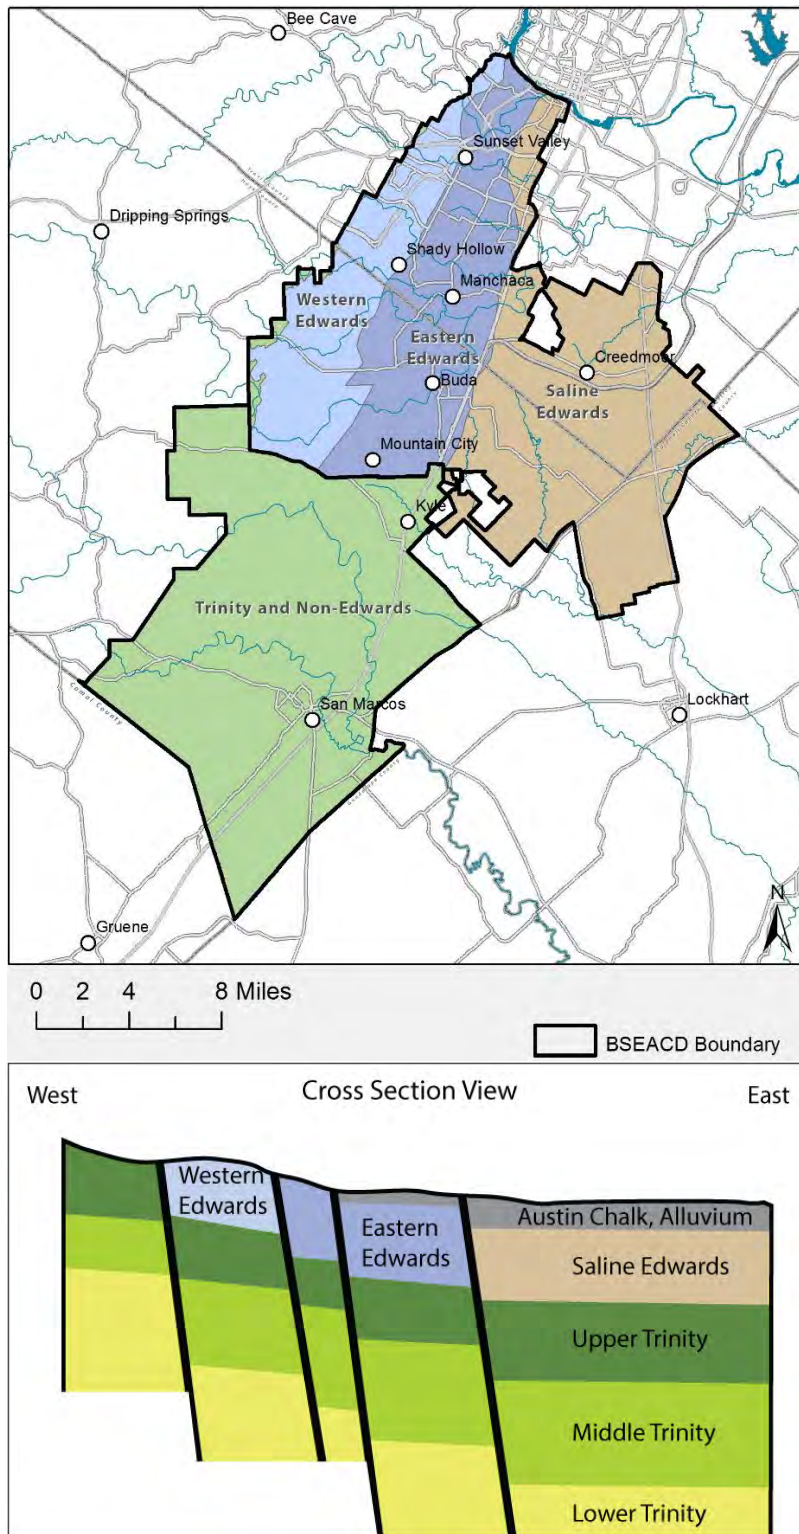 Bee Cave
Sunset Valley
Dripping Springs
Shady Hollow
Western
Edwards
Manchaca
Eastern
Edwards
Creedmoor
Buda
Saline
Edwards
Mountain City
Kyle
Trinity and Non-Edwards
Comal County
San Marcos
Lockhart
Gruene
N
0 2 4 8 Miles
BSEACD Boundary
Cross Section View
West
East
Western
Edwards
Eastern
Edwards
Austin Chalk, Alluvium
Saline Edwards
Upper Trinity
Middle Trinity
Lower Trinity